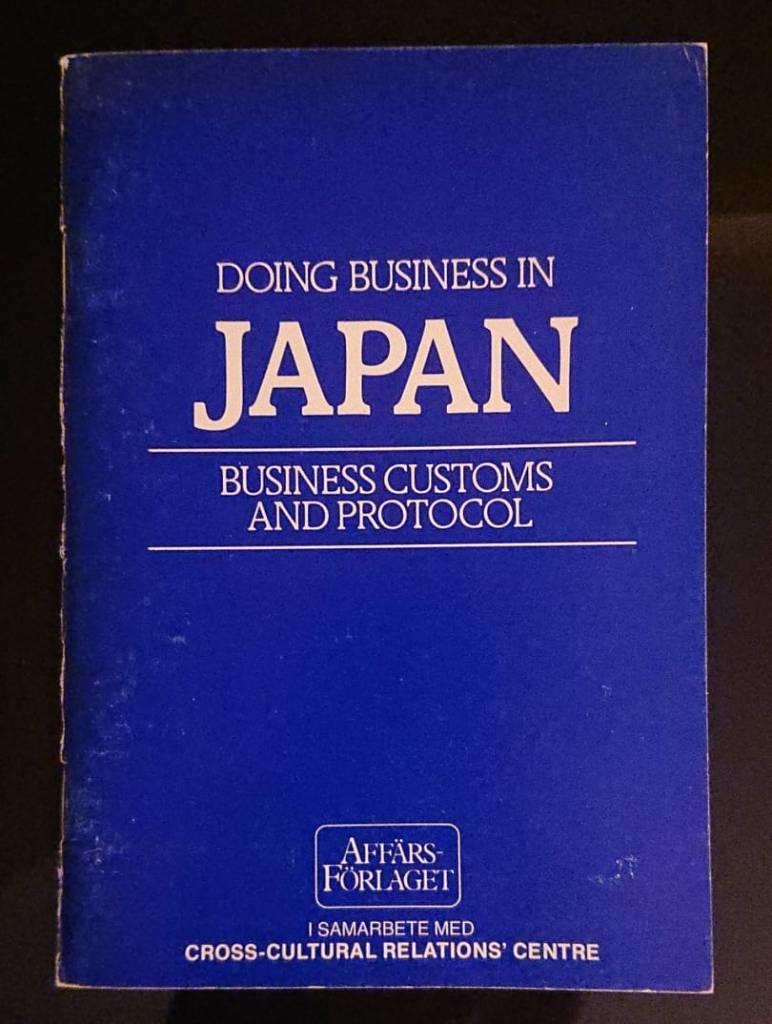 DOING BUSINESS IN
JAPAN
BUSINESS CUSTOMS
AND PROTOCOL
AFFÄRS-
FÖRLAGET
I SAMARBETE MED
CROSS-CULTURAL RELATIONS' CENTRE